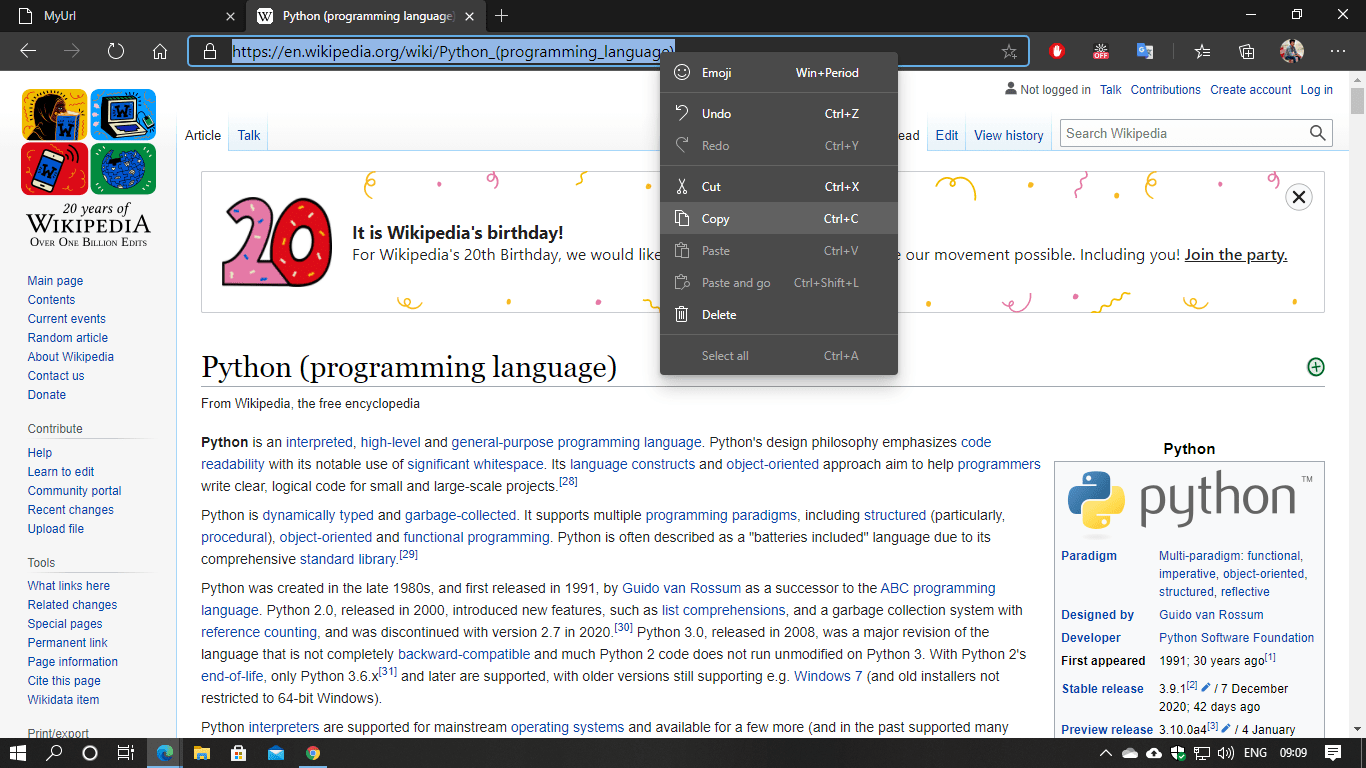 MyUrl
Python (programming language)
https://en.wikipedia.org/wiki/Python_(programming_language)
OFF
Emoji Win+Period
Undo Ctrl+Z
Redo Ctrl+Y
Cut Ctrl+X
Copy Ctrl+C
Paste Ctrl+V
Paste and go Ctrl+Shift+L
Delete
Select all Ctrl+A
Not logged in Talk Contributions Create account Log in
Article Talk
Edit View history Search Wikipedia
20 years of
WIKIPEDIA
OVER ONE BILLION EDITS
Main page
Contents
Current events
Random article
About Wikipedia
Contact us
Donate
Contribute
Help
Learn to edit
Community portal
Recent changes
Upload file
Tools
What links here
Related changes
Special pages
Permanent link
Page information
Cite this page
Wikidata item
Print/export
20
It is Wikipedia's birthday!
For Wikipedia's 20th Birthday, we would like our movement possible. Including you! Join the party.
Python (programming language)
From Wikipedia, the free encyclopedia
Python is an interpreted, high-level and general-purpose programming language. Python's design philosophy emphasizes code
readability with its notable use of significant whitespace. Its language constructs and object-oriented approach aim to help programmers
write clear, logical code for small and large-scale projects.[28]
Python is dynamically typed and garbage-collected. It supports multiple programming paradigms, including structured (particularly,
procedural), object-oriented and functional programming. Python is often described as a "batteries included" language due to its
comprehensive standard library.[29]
Python was created in the late 1980s, and first released in 1991, by Guido van Rossum as a successor to the ABC programming
language. Python 2.0, released in 2000, introduced new features, such as list comprehensions, and a garbage collection system with
reference counting, and was discontinued with version 2.7 in 2020.[30] Python 3.0, released in 2008, was a major revision of the
language that is not completely backward-compatible and much Python 2 code does not run unmodified on Python 3. With Python 2's
end-of-life, only Python 3.6.x[31] and later are supported, with older versions still supporting e.g. Windows 7 (and old installers not
restricted to 64-bit Windows).
Python interpreters are supported for mainstream operating systems and available for a few more (and in the past supported many
Python
python™
Paradigm Multi-paradigm: functional,
imperative, object-oriented,
structured, reflective
Designed by Guido van Rossum
Developer Python Software Foundation
First appeared 1991; 30 years ago[1]
Stable release 3.9.1[2] / 7 December
2020; 42 days ago
Preview release 3.10.0a4[3] / 4 January
ENG 09:09